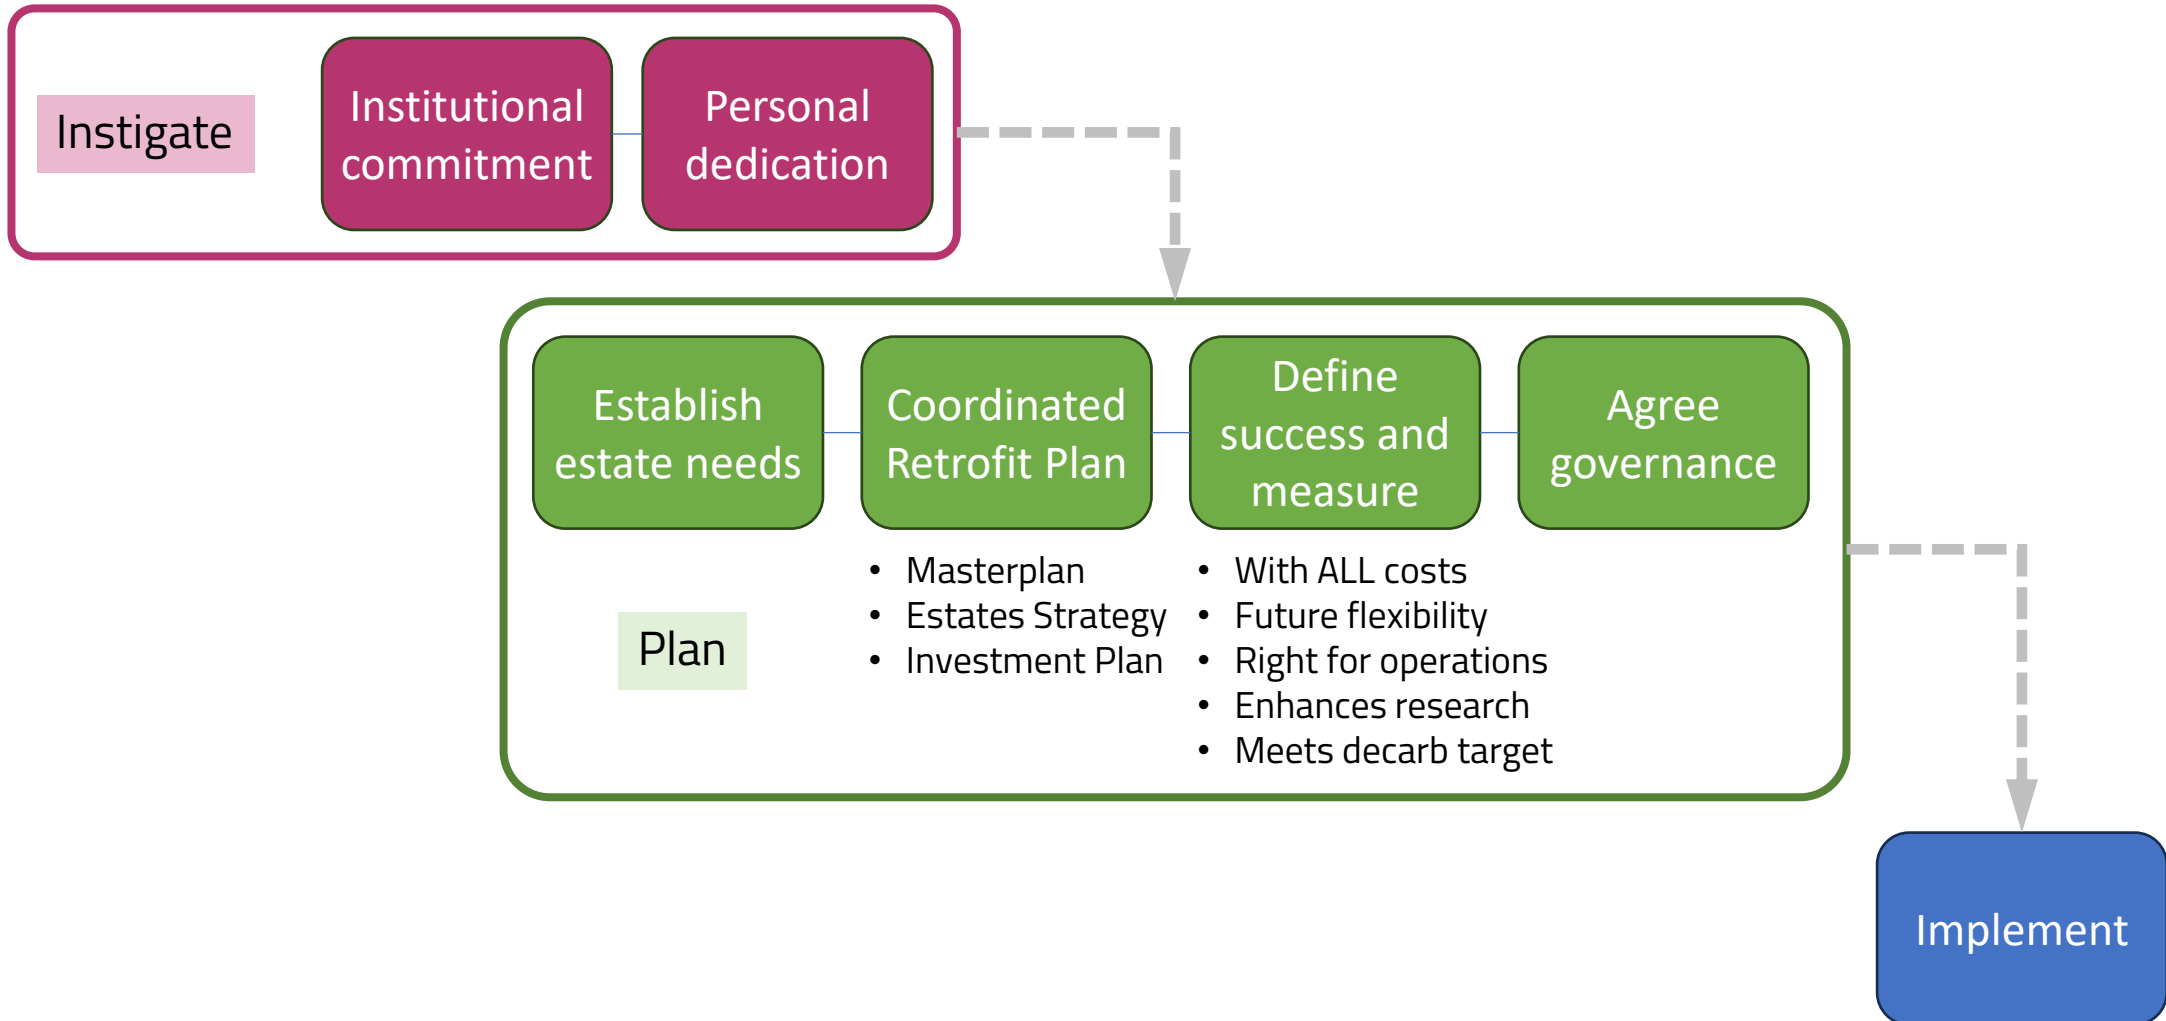 Instigate
Institutional
commitment
Personal
dedication
Establish
estate needs
Coordinated
Retrofit Plan
Define
success and
measure
Agree
governance
Plan
• Masterplan
• Estates Strategy
• Investment Plan
• With ALL costs
• Future flexibility
• Right for operations
• Enhances research
• Meets decarb target
Implement